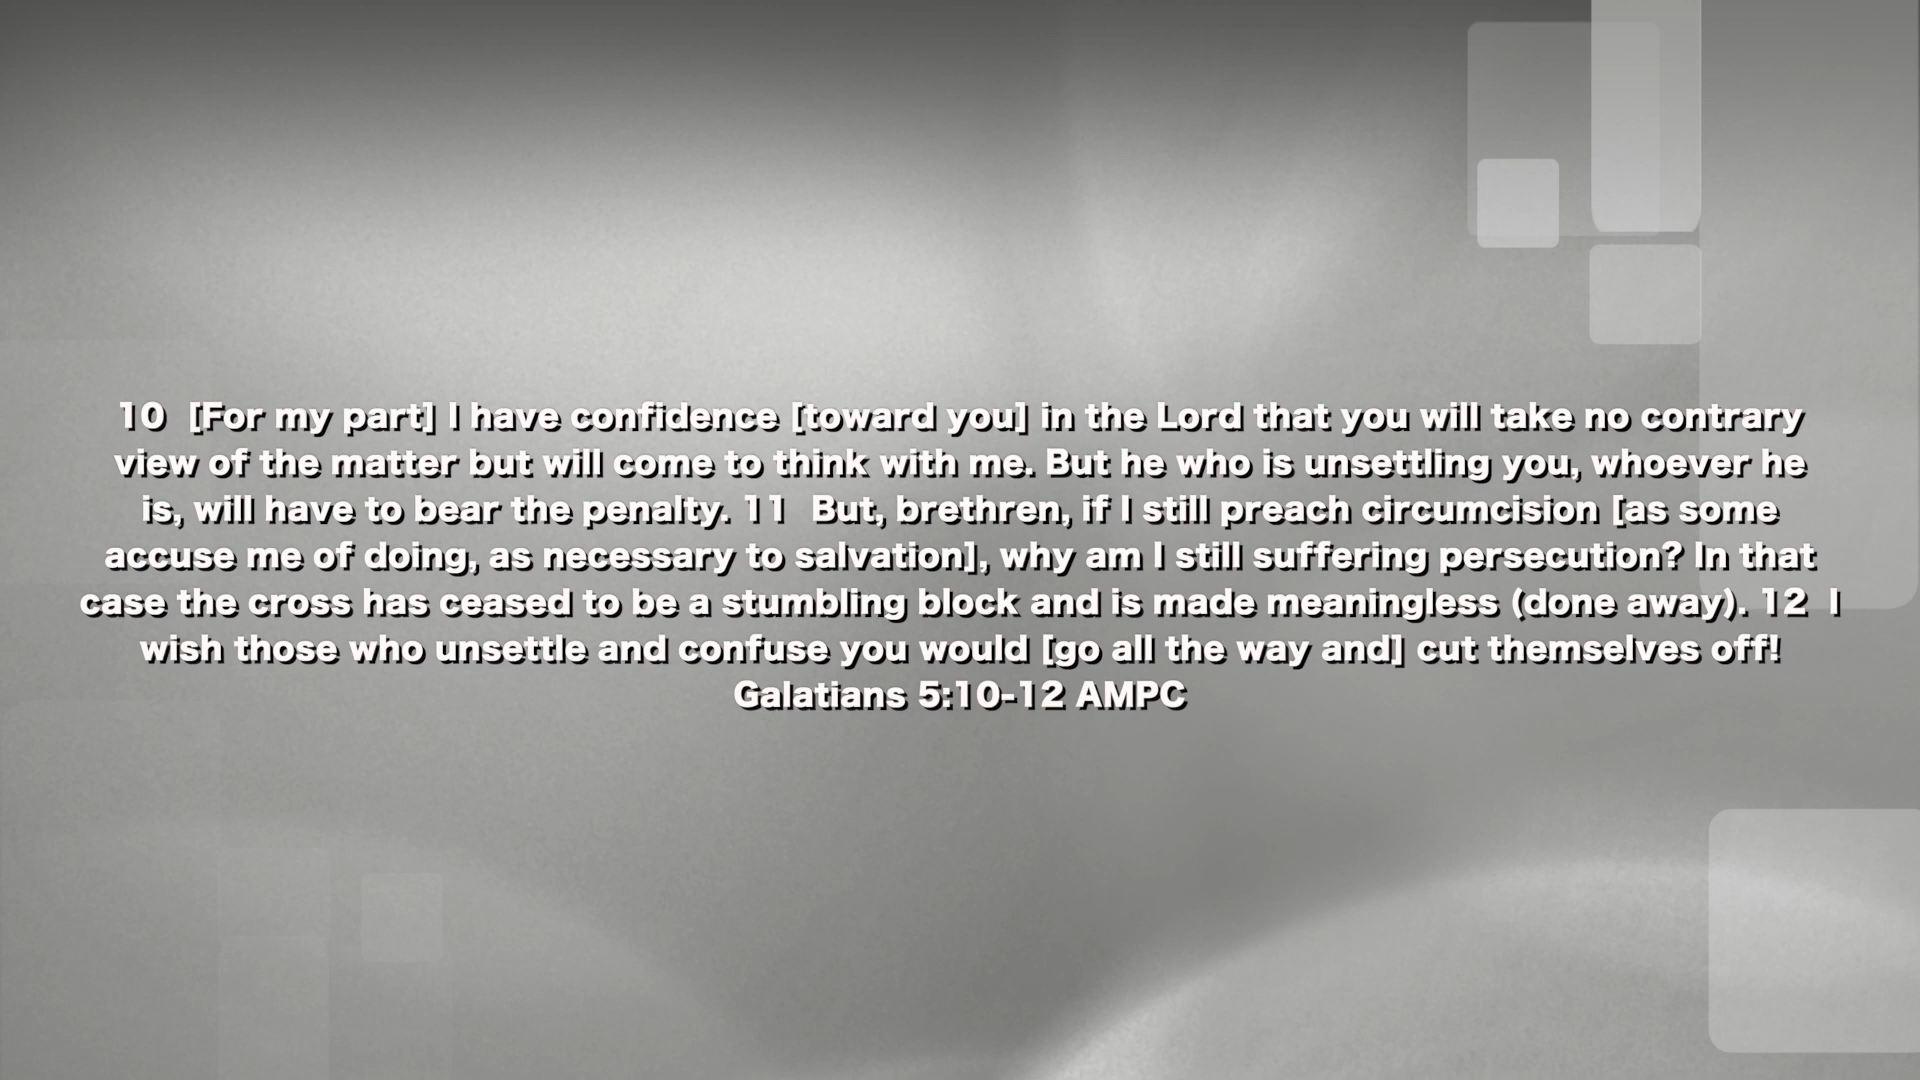 10  [For my part] I have confidence [toward you] in the Lord that you will take no contrary
view of the matter but will come to think with me. But he who is unsettling you, whoever he
is, will have to bear the penalty. 11  But, brethren, if I still preach circumcision [as some
accuse me of doing, as necessary to salvation], why am I still suffering persecution? In that
case the cross has ceased to be a stumbling block and is made meaningless (done away). 12  I
wish those who unsettle and confuse you would [go all the way and] cut themselves off!
Galatians 5:10-12 AMPC